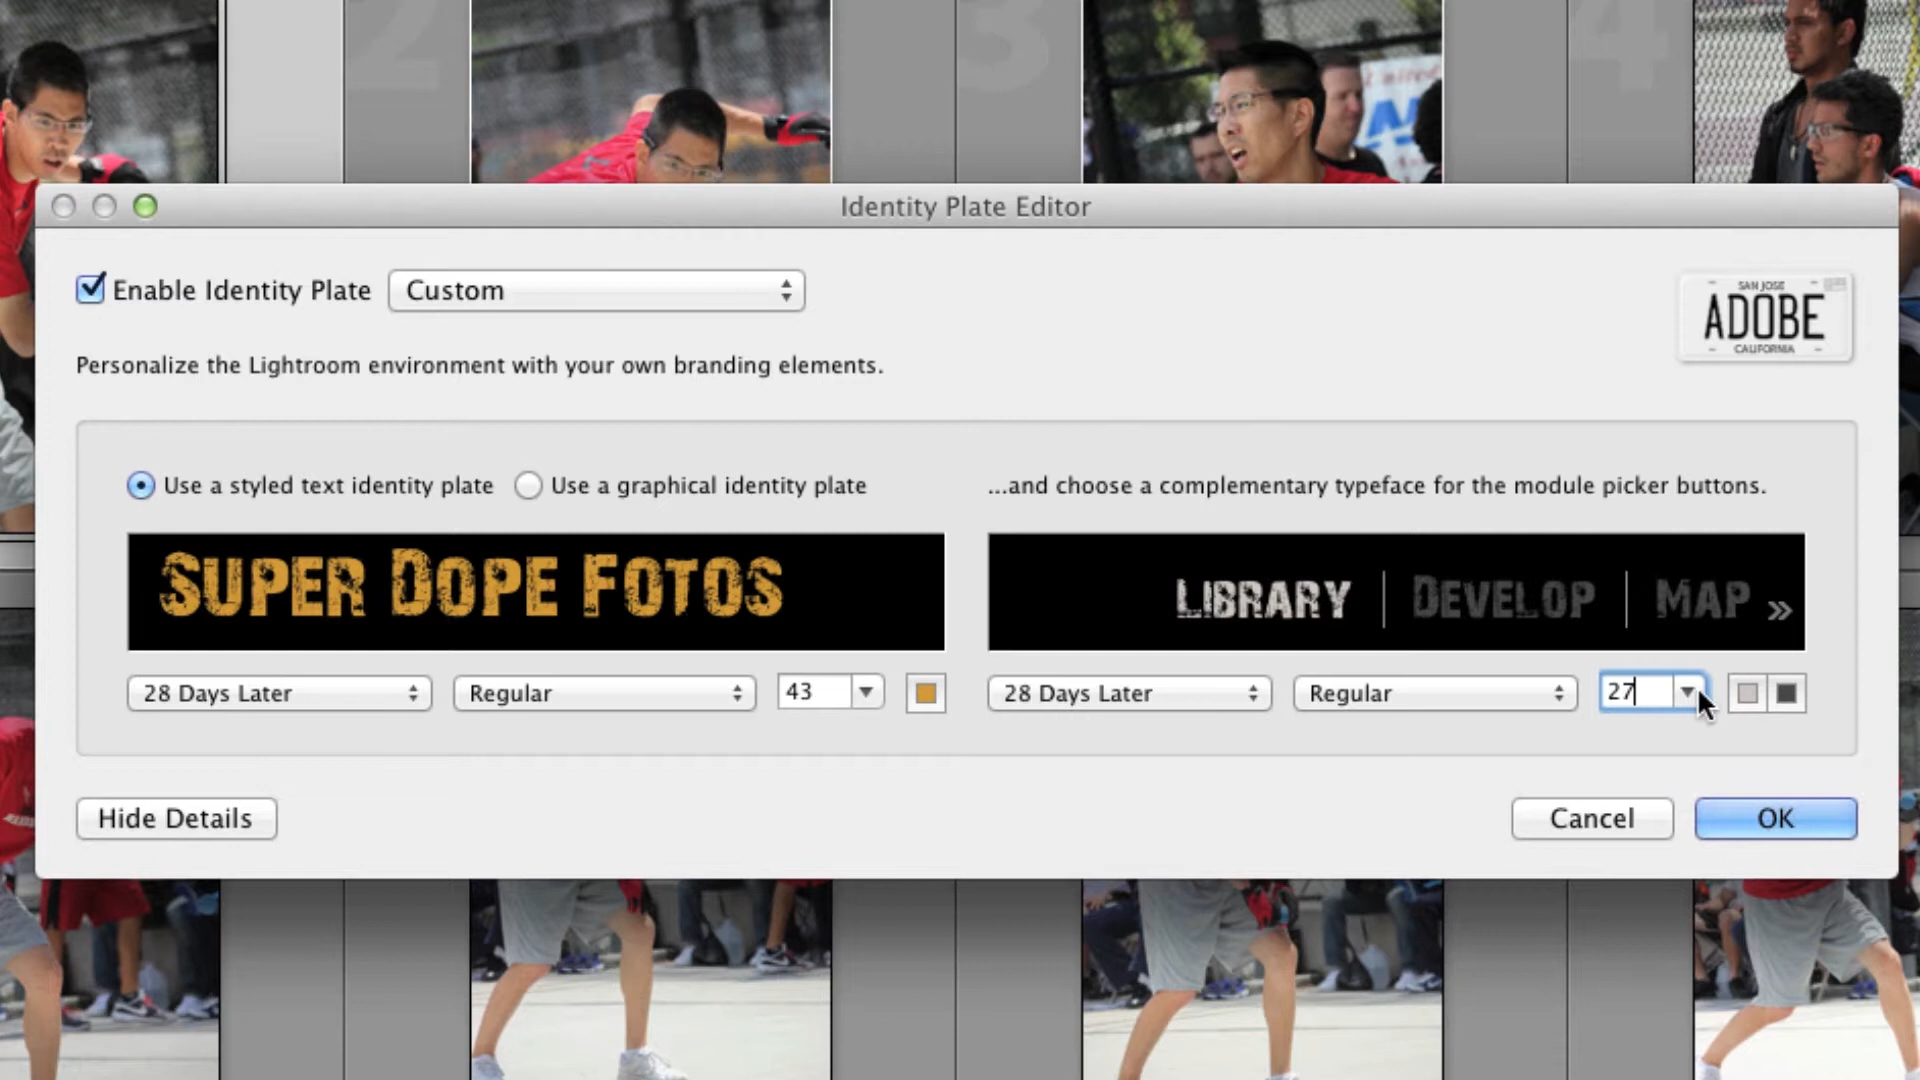 2
3
4
Identity Plate Editor
Enable Identity Plate
Custom
SAN JOSE
ADOBE
CALIFORNIA
Personalize the Lightroom environment with your own branding elements.
Use a styled text identity plate
Use a graphical identity plate
...and choose a complementary typeface for the module picker buttons.
SUPER DOPE FOTOS
LIBRARY | DEVELOP | MAP »
28 Days Later
Regular
43
28 Days Later
Regular
27
Hide Details
Cancel
OK